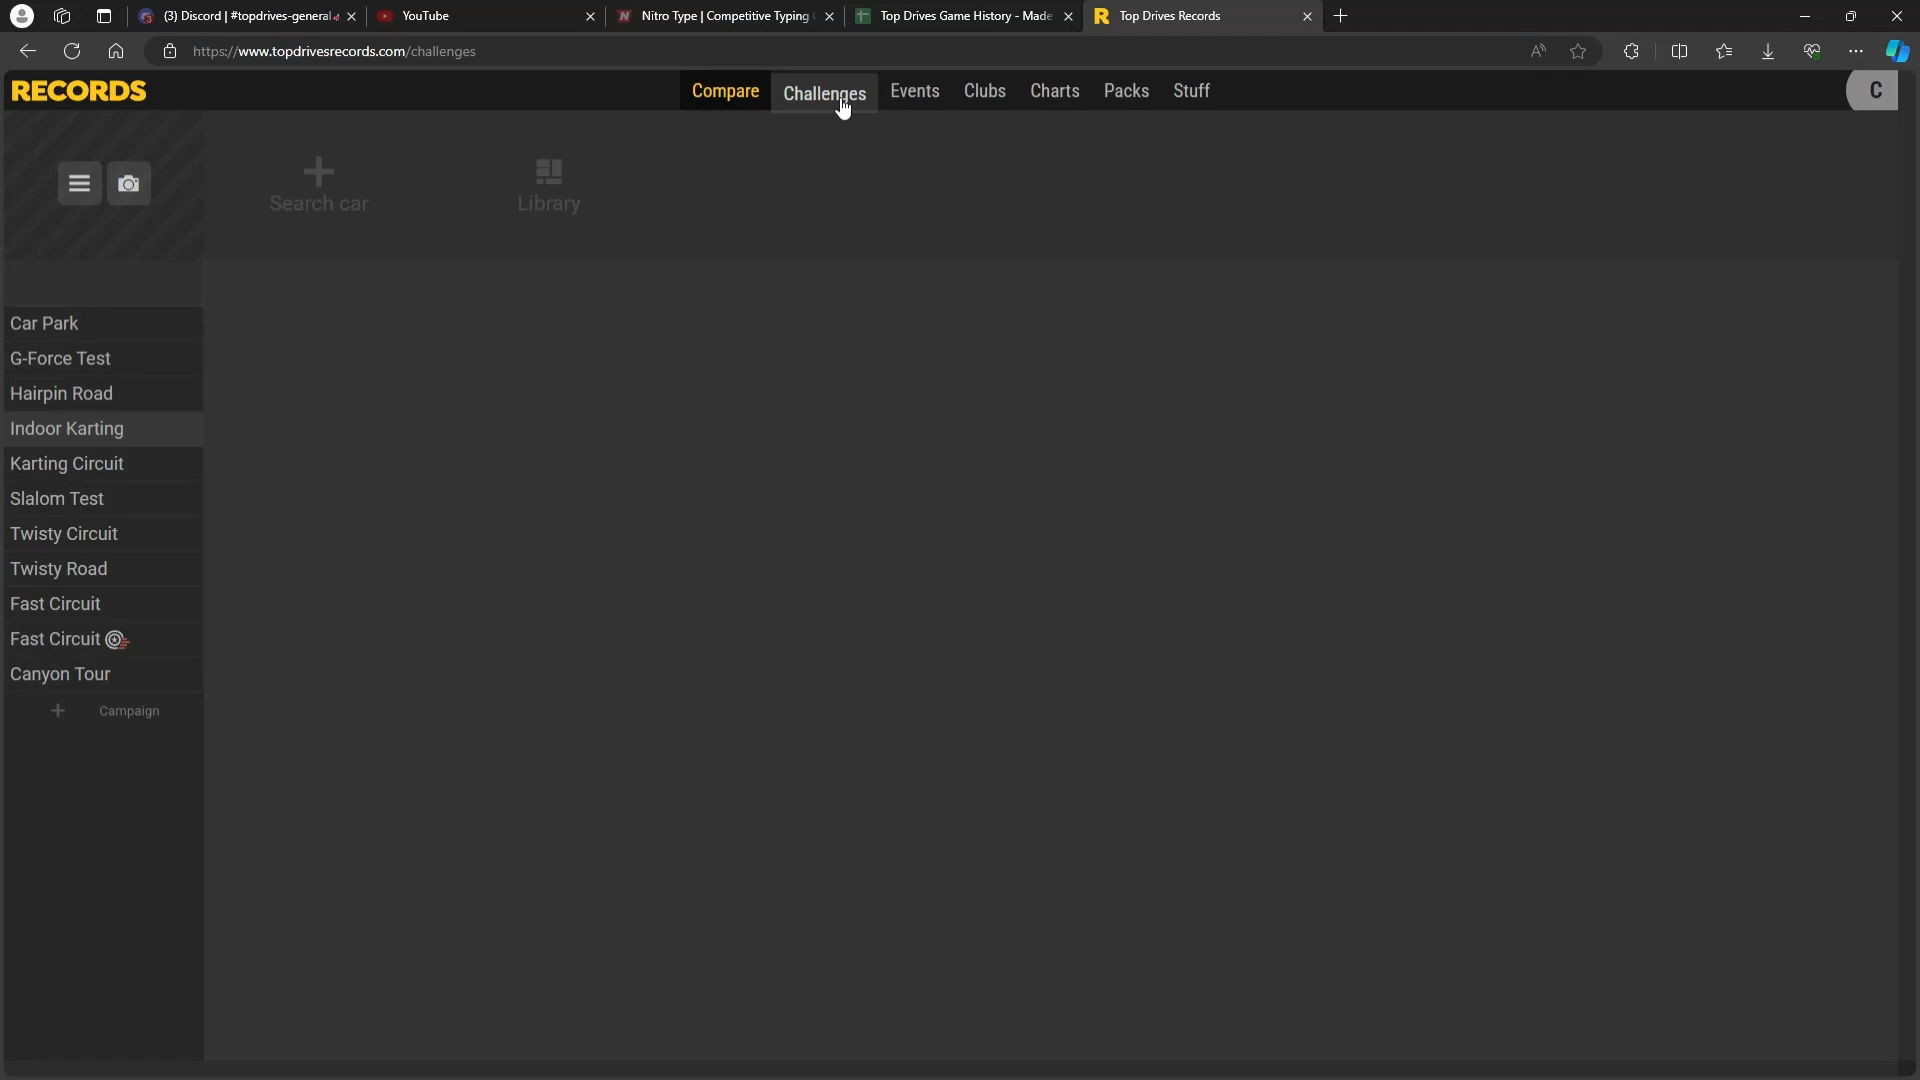 (3) Discord | #topdrives-general
YouTube
Nitro Type | Competitive Typing
Top Drives Game History - Made
Top Drives Records
https://www.topdrivesrecords.com/challenges
RECORDS
Compare
Challenges
Events
Clubs
Charts
Packs
Stuff
C
Search car
Library
Car Park
G-Force Test
Hairpin Road
Indoor Karting
Karting Circuit
Slalom Test
Twisty Circuit
Twisty Road
Fast Circuit
Fast Circuit
Canyon Tour
Campaign